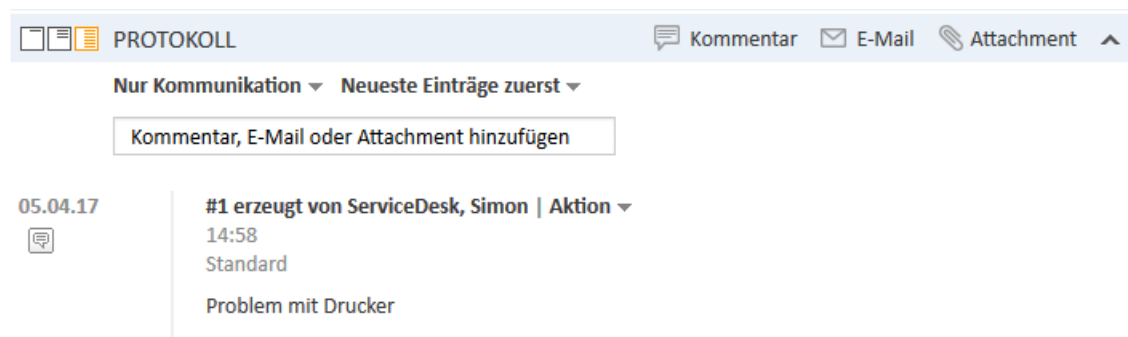 PROTOKOLL Kommentar E-Mail Attachment
Nur Kommunikation Neueste Einträge zuerst
Kommentar, E-Mail oder Attachment hinzufügen
05.04.17 #1 erzeugt von ServiceDesk, Simon | Aktion
14:58
Standard
Problem mit Drucker